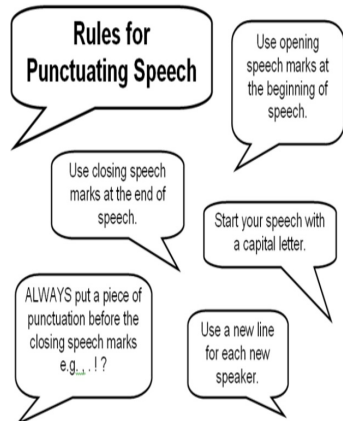 Rules for
Punctuating Speech
Use opening
speech marks at
the beginning of
speech.
Use closing speech
marks at the end of
speech.
Start your speech with
a capital letter.
ALWAYS put a piece of
punctuation before the
closing speech marks
e.g. , . ! ?
Use a new line
for each new
speaker.